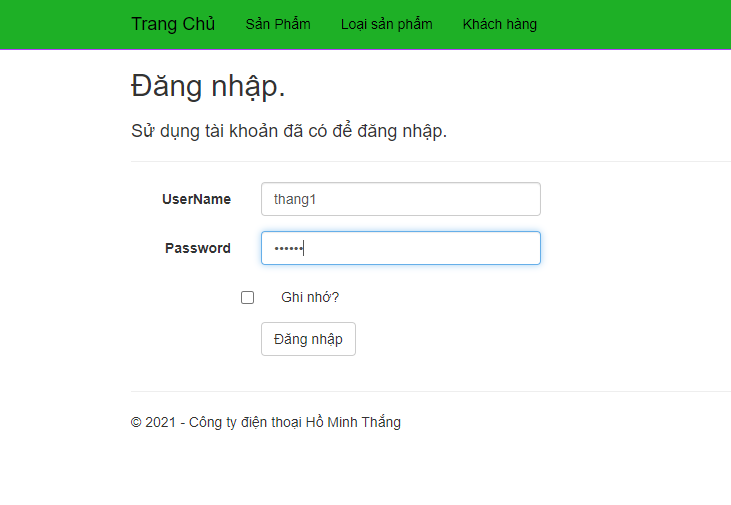 Trang Chủ Sản Phẩm Loại sản phẩm Khách hàng
Đăng nhập.
Sử dụng tài khoản đã có để đăng nhập.
UserName thang1
Password ••••••
Ghi nhớ?
Đăng nhập
© 2021 - Công ty điện thoại Hồ Minh Thắng